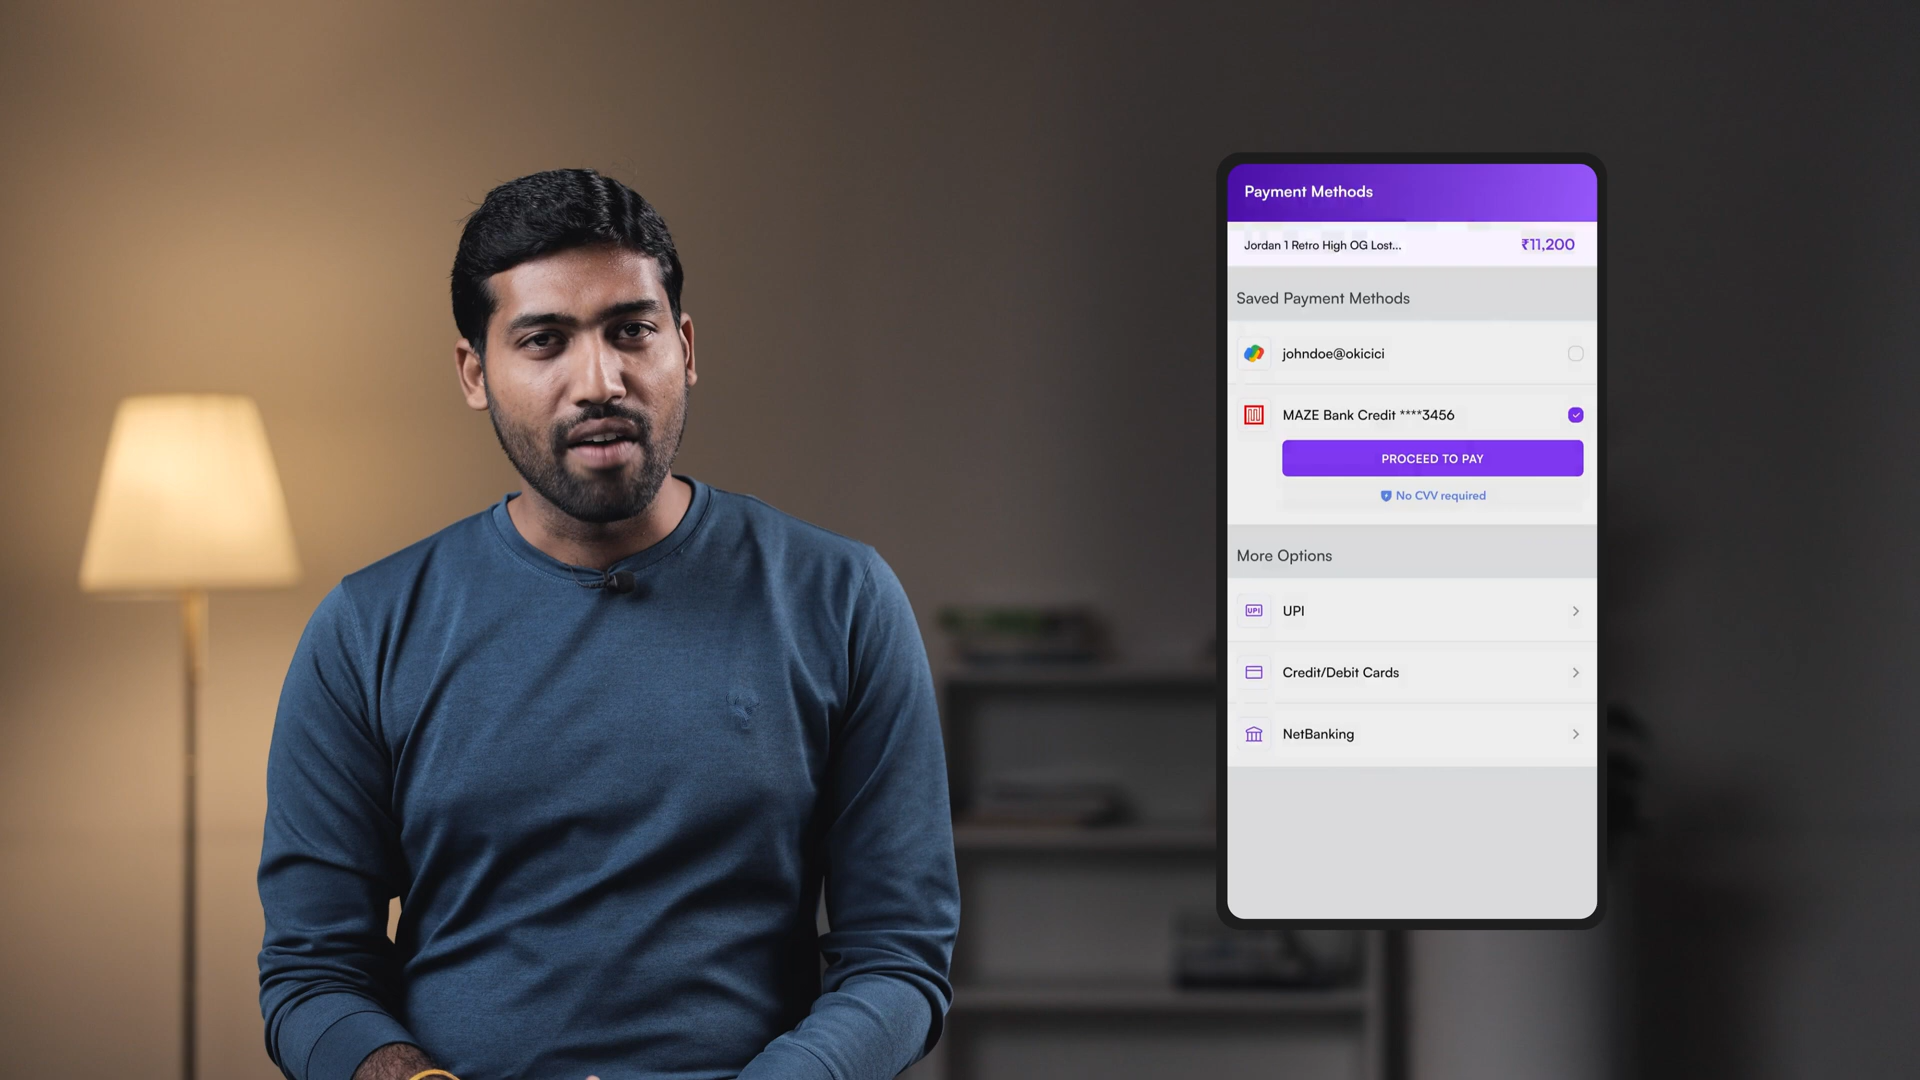 Payment Methods
Jordan 1 Retro High OG Lost... ₹11,200
Saved Payment Methods
johndoe@okicici
MAZE Bank Credit ****3456
PROCEED TO PAY
No CVV required
More Options
UPI UPI
Credit/Debit Cards
NetBanking